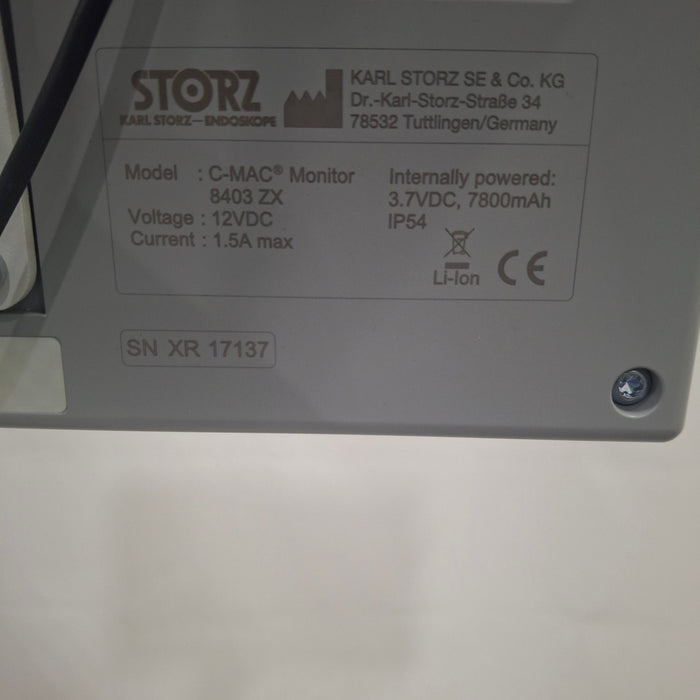 STORZ
KARL STORZ—ENDOSKOPE
KARL STORZ SE & Co. KG
Dr.-Karl-Storz-Straße 34
78532 Tuttlingen/Germany
Model : C-MAC® Monitor
8403 ZX
Voltage : 12VDC
Current : 1.5A max
Internally powered:
3.7VDC, 7800mAh
IP54
Li-Ion
CE
SN XR 17137